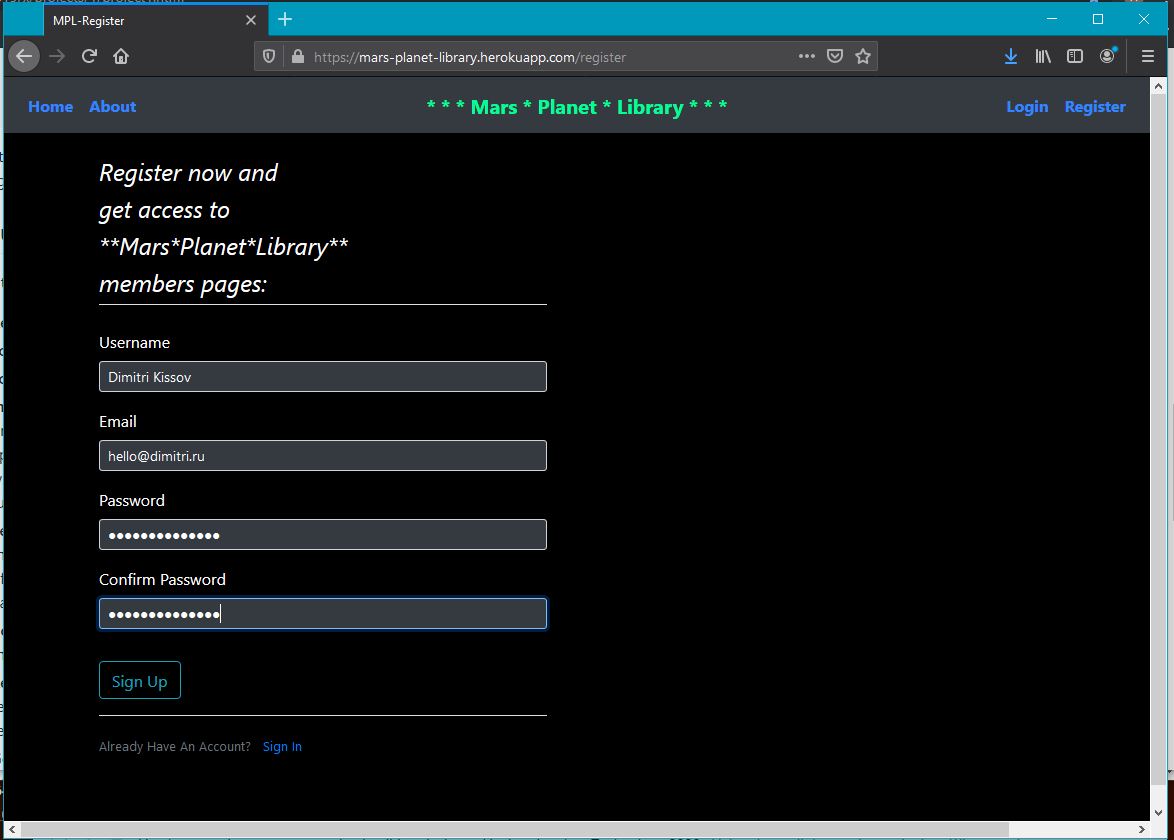 MPL-Register
https://mars-planet-library.herokuapp.com/register
Home About * * * Mars * Planet * Library * * * Login Register
Register now and
get access to
**Mars*Planet*Library**
members pages:
Username
Dimitri Kissov
Email
hello@dimitri.ru
Password
●●●●●●●●●●●●●●
Confirm Password
●●●●●●●●●●●●●●
Sign Up
Already Have An Account? Sign In